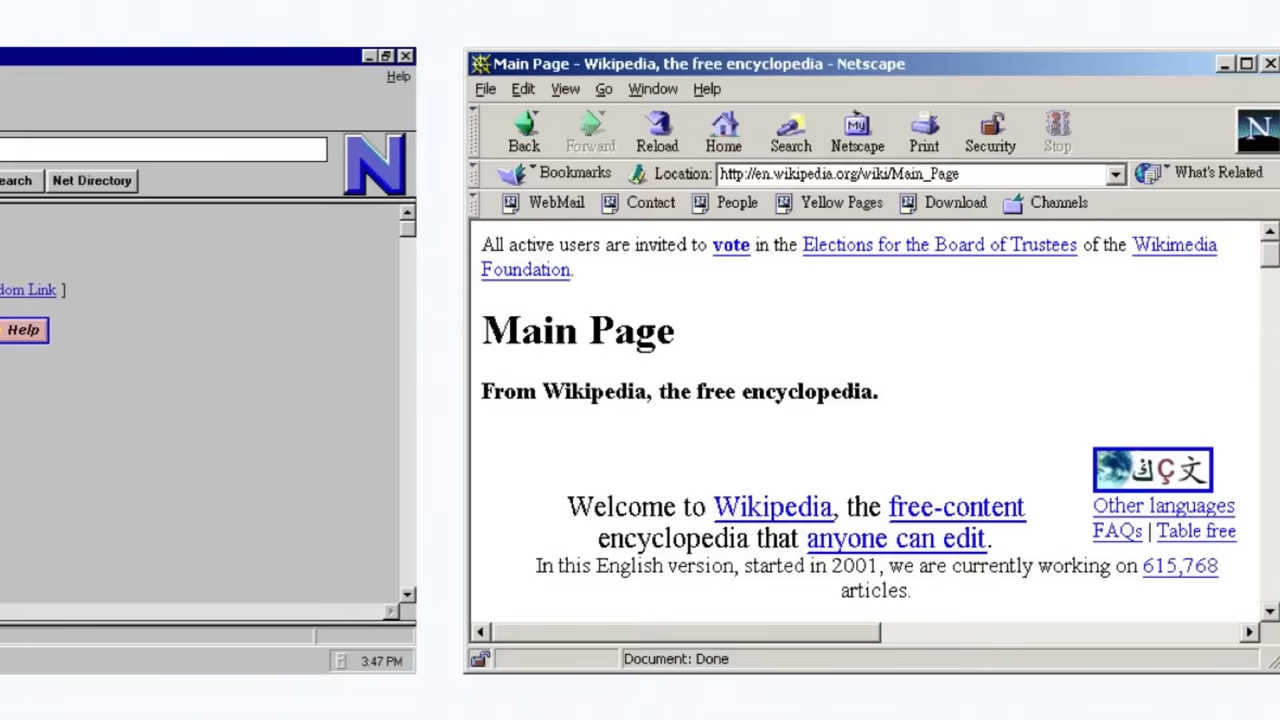 Help
N
earch Net Directory
dom Link ]
Help
3:47 PM
Main Page - Wikipedia, the free encyclopedia - Netscape
File Edit View Go Window Help
N
My
Back Forward Reload Home Search Netscape Print Security Stop
Bookmarks Location: http://en.wikipedia.org/wiki/Main_Page What's Related
WebMail Contact People Yellow Pages Download Channels
All active users are invited to vote in the Elections for the Board of Trustees of the Wikimedia
Foundation.
Main Page
From Wikipedia, the free encyclopedia.
ك Ç 文
Other languages
FAQs | Table free
Welcome to Wikipedia, the free-content
encyclopedia that anyone can edit.
In this English version, started in 2001, we are currently working on 615,768
articles.
Document: Done